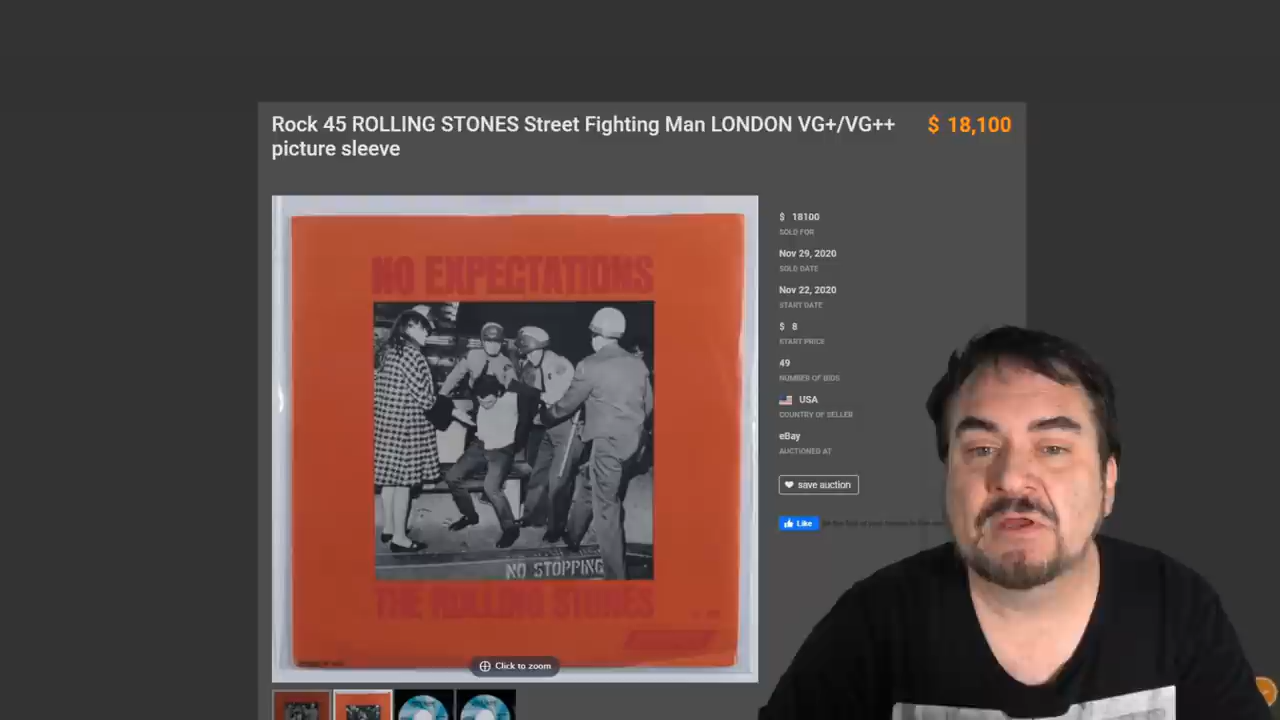 Rock 45 ROLLING STONES Street Fighting Man LONDON VG+/VG++
picture sleeve
$ 18,100
NO EXPECTATIONS
NO STOPPING
THE ROLLING STONES
Click to zoom
$ 18100
SOLD FOR
Nov 29, 2020
SOLD DATE
Nov 22, 2020
START DATE
$ 8
START PRICE
49
NUMBER OF BIDS
USA
COUNTRY OF SELLER
eBay
AUCTIONED AT
save auction
Like